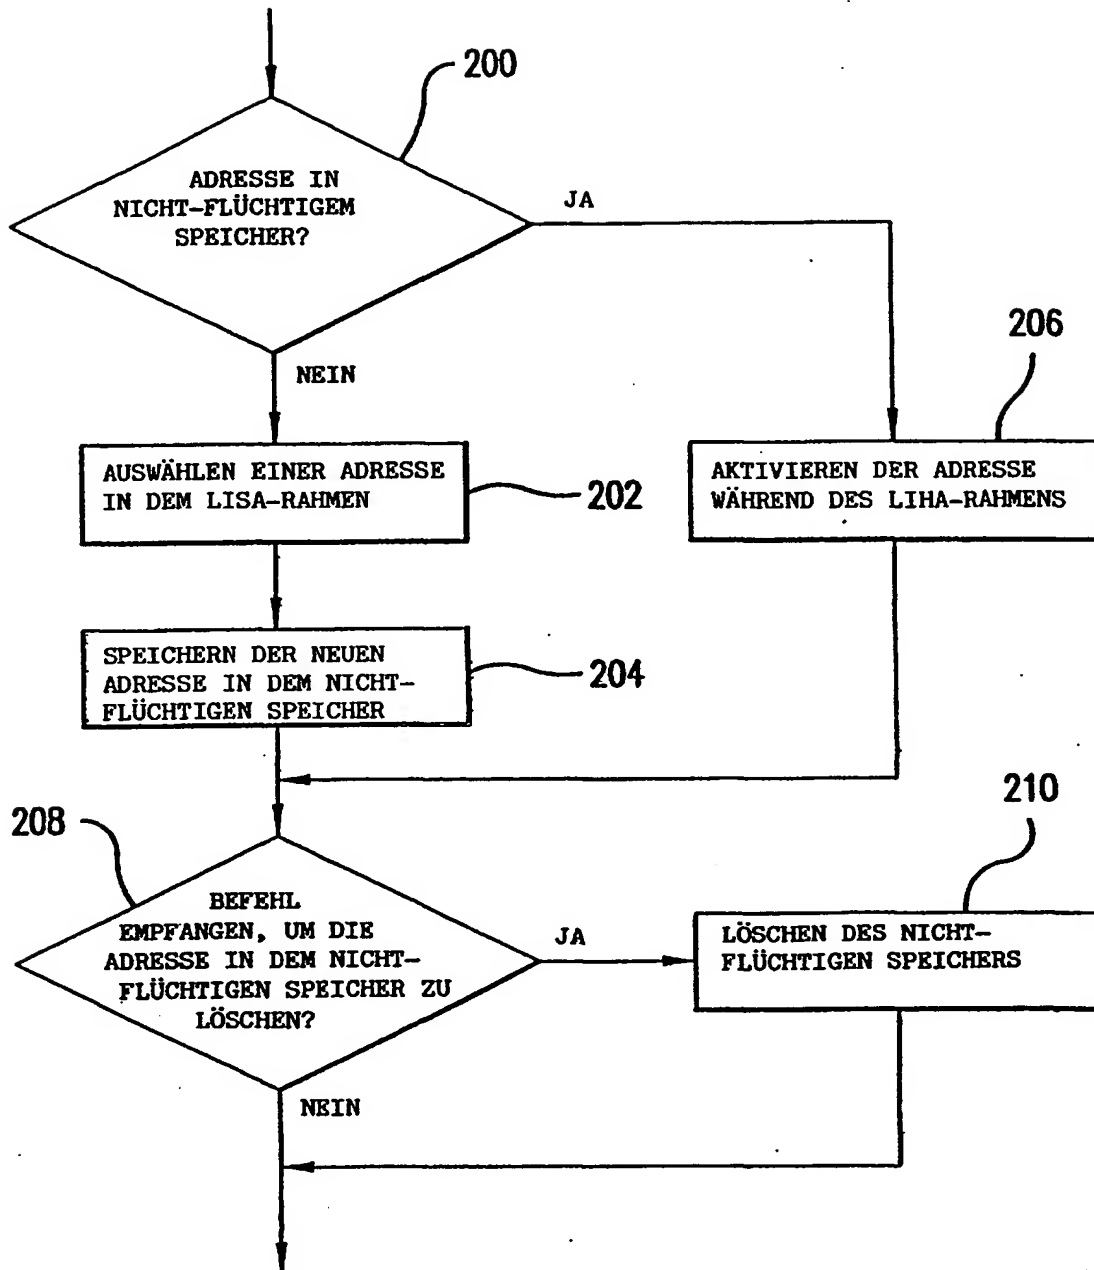 200
ADRESSE IN
NICHT-FLÜCHTIGEM
SPEICHER?
JA
NEIN
206
AUSWÄHLEN EINER ADRESSE
IN DEM LISA-RAHMEN
202
AKTIVIEREN DER ADRESSE
WÄHREND DES LIHA-RAHMENS
SPEICHERN DER NEUEN
ADRESSE IN DEM NICHT-
FLÜCHTIGEN SPEICHER
204
208
210
BEFEHL
EMPFANGEN, UM DIE
ADRESSE IN DEM NICHT-
FLÜCHTIGEN SPEICHER ZU
LÖSCHEN?
JA
LÖSCHEN DES NICHT-
FLÜCHTIGEN SPEICHERS
NEIN